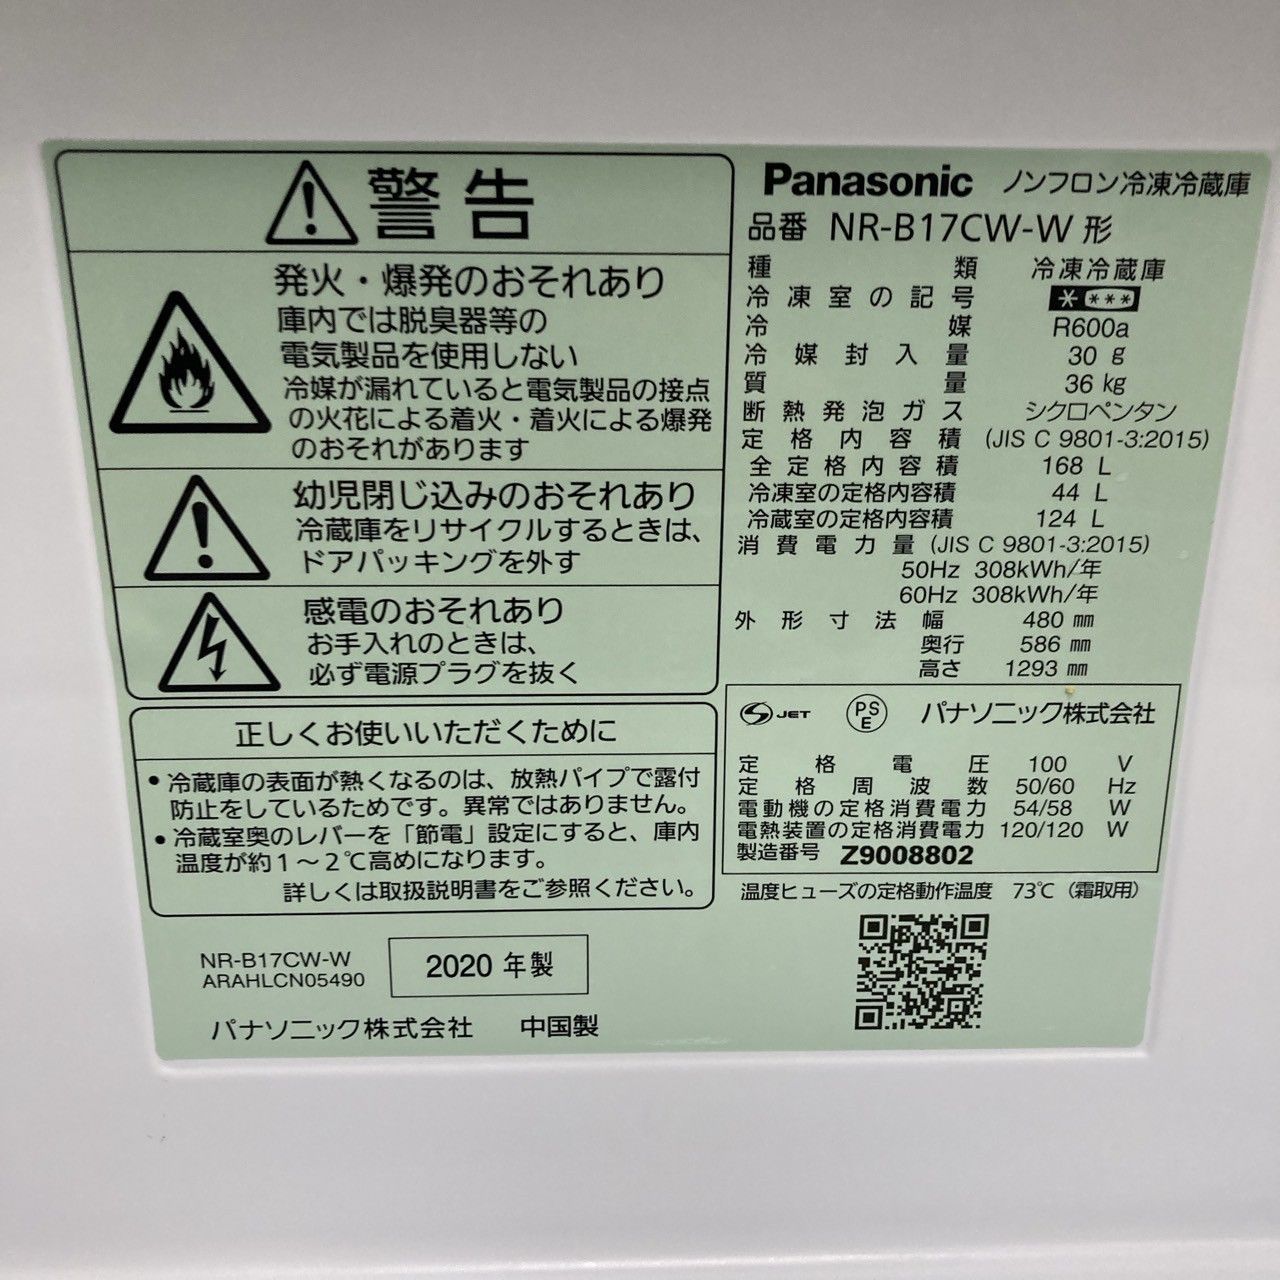 警告
発火・爆発のおそれあり
庫内では脱臭器等の
電気製品を使用しない
冷媒が漏れていると電気製品の接点
の火花による着火・着火による爆発
のおそれがあります
幼児閉じ込みのおそれあり
冷蔵庫をリサイクルするときは、
ドアパッキングを外す
感電のおそれあり
お手入れのときは、
必ず電源プラグを抜く
正しくお使いいただくために
• 冷蔵庫の表面が熱くなるのは、放熱パイプで露付
防止をしているためです。異常ではありません。
• 冷蔵室奥のレバーを「節電」設定にすると、庫内
温度が約1～2℃高めになります。
詳しくは取扱説明書をご参照ください。
NR-B17CW-W
ARAHLCN05490
2020 年製
パナソニック株式会社 中国製
Panasonic ノンフロン冷凍冷蔵庫
品番 NR-B17CW-W 形
種類 冷凍冷蔵庫
冷凍室の記号 * ***
冷媒 R600a
冷媒封入量 30 g
質量 36 kg
断熱発泡ガス シクロペンタン
定格内容積 (JIS C 9801-3:2015)
全定格内容積 168 L
冷凍室の定格内容積 44 L
冷蔵室の定格内容積 124 L
消費電力量 (JIS C 9801-3:2015)
50Hz 308kWh/年
60Hz 308kWh/年
外形寸法 幅 480 ㎜
奥行 586 ㎜
高さ 1293 ㎜
S JET PSE パナソニック株式会社
定格電圧 100 V
定格周波数 50/60 Hz
電動機の定格消費電力 54/58 W
電熱装置の定格消費電力 120/120 W
製造番号 Z9008802
温度ヒューズの定格動作温度 73℃（霜取用）